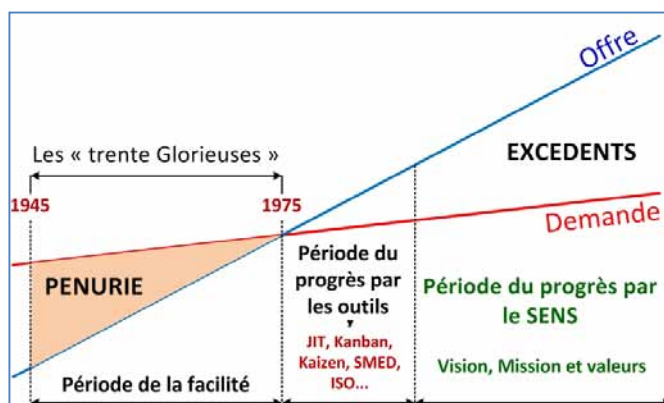 Offre
Les « trente Glorieuses »
EXCEDENTS
1945
1975
Demande
PENURIE
Période du
progrès par
les outils
JIT, Kanban,
Kaizen, SMED,
ISO...
Période du progrès par
le SENS
Vision, Mission et valeurs
Période de la facilité